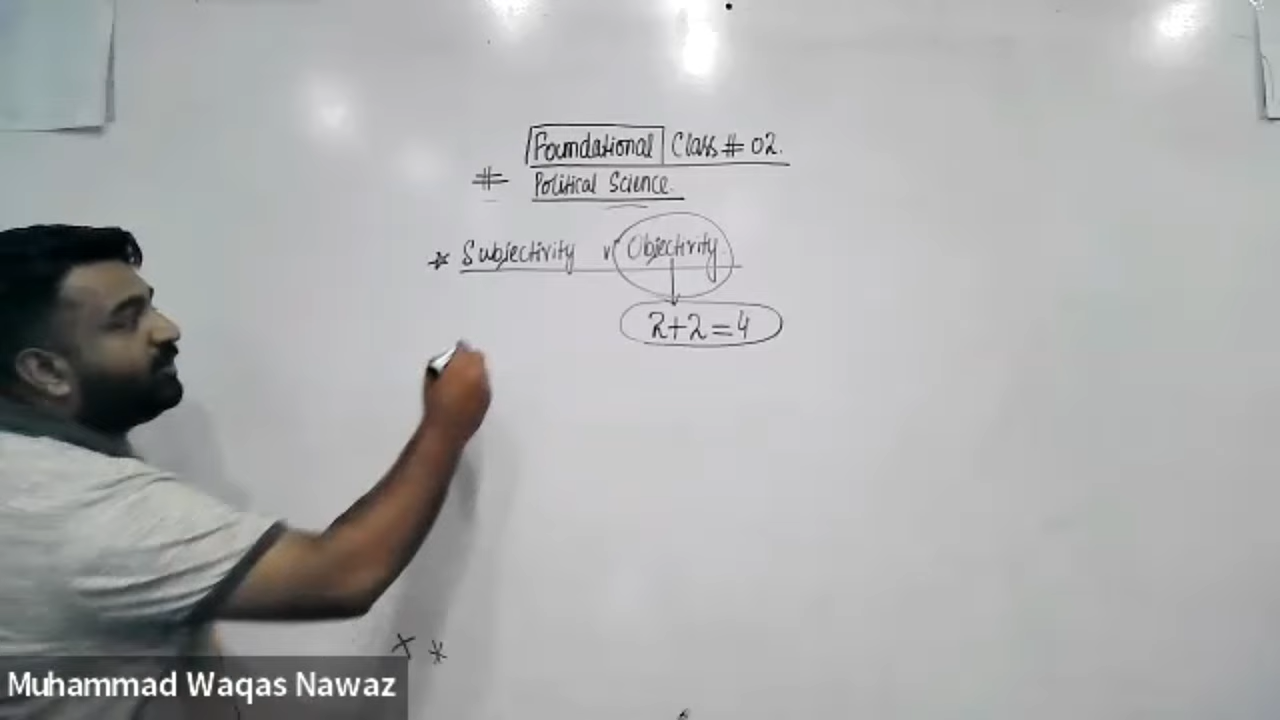 Foundational Class # 02.
# Political Science.
* Subjectivity v Objectivity.
2+2=4
× *
Muhammad Waqas Nawaz